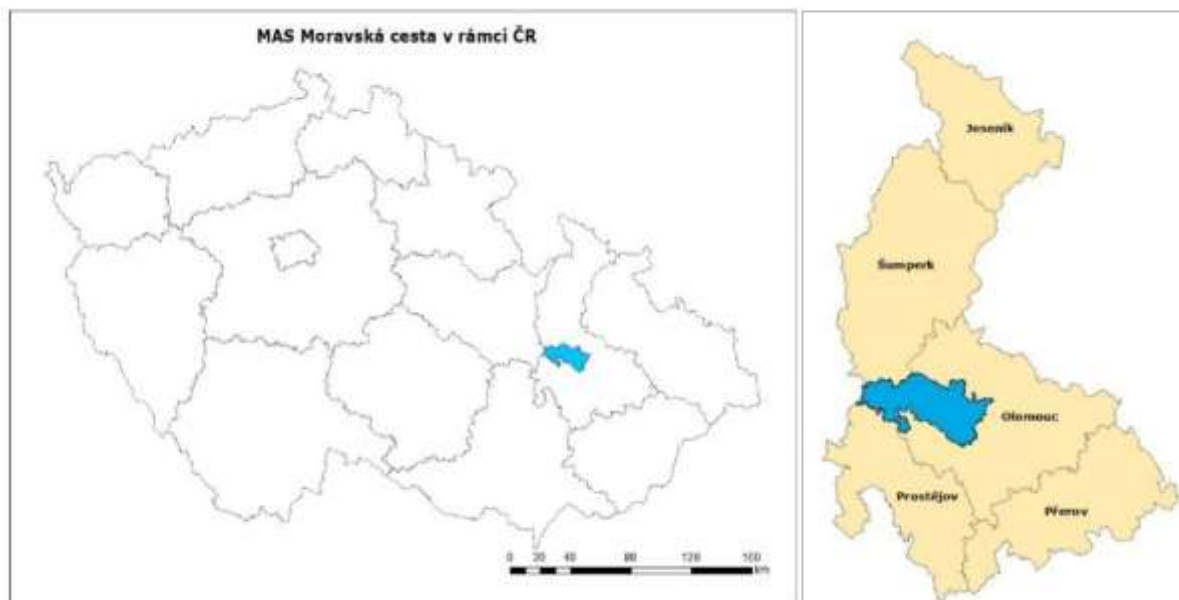 MAS Moravská cesta v rámci ČR
0 20 40 80 120 160
km
Jeseník
Šumperk
Olomouc
Prostějov
Přerov